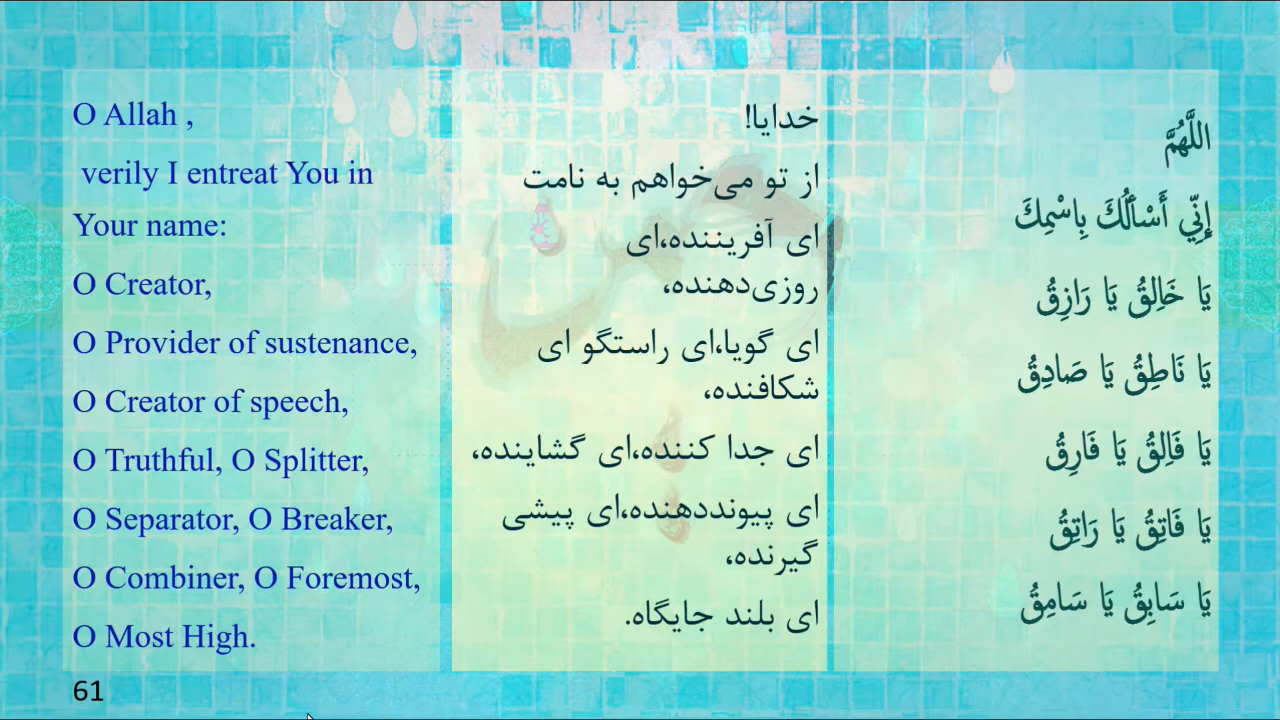 O Allah ,
verily I entreat You in
Your name:
O Creator,
O Provider of sustenance,
O Creator of speech,
O Truthful, O Splitter,
O Separator, O Breaker,
O Combiner, O Foremost,
O Most High.
خدایا!
از تو می‌خواهم به نامت
ای آفریننده،ای
روزی‌دهنده،
ای گویا،ای راستگو ای
شکافنده،
ای جدا کننده،ای گشاینده،
ای پیونددهنده،ای پیشی
گیرنده،
ای بلند جایگاه.
اللَّهُمَّ
إِنِّي أَسْأَلُكَ بِاسْمِكَ
يَا خَالِقُ يَا رَازِقُ
يَا نَاطِقُ يَا صَادِقُ
يَا فَالِقُ يَا فَارِقُ
يَا فَاتِقُ يَا رَاتِقُ
يَا سَابِقُ يَا سَامِقُ
61